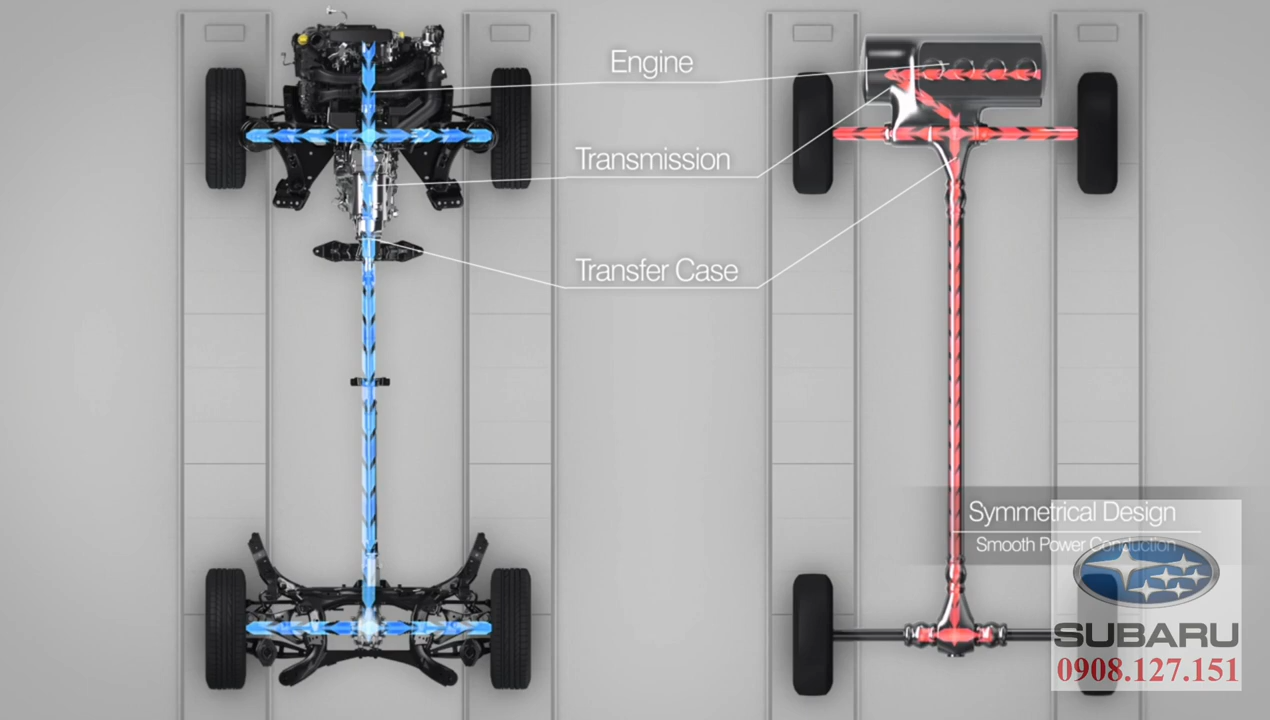 Engine
Transmission
Transfer Case
Symmetrical Design
Smooth Power Conduction
SUBARU
0908.127.151